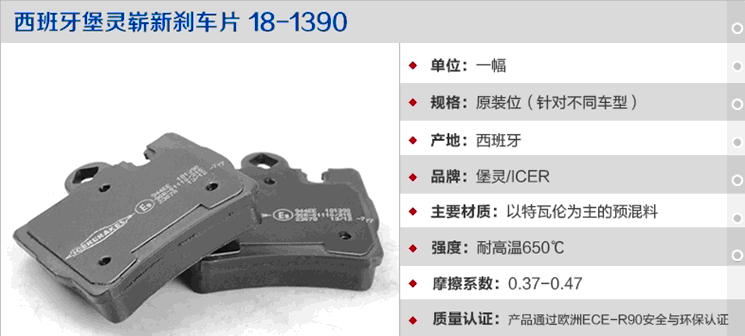 西班牙堡灵崭新刹车片 18-1390
单位：一幅
规格：原装位（针对不同车型）
产地：西班牙
品牌：堡灵/ICER
主要材质：以特瓦伦为主的预混料
强度：耐高温650℃
摩擦系数：0.37-0.47
质量认证：产品通过欧洲ECE-R90安全与环保认证